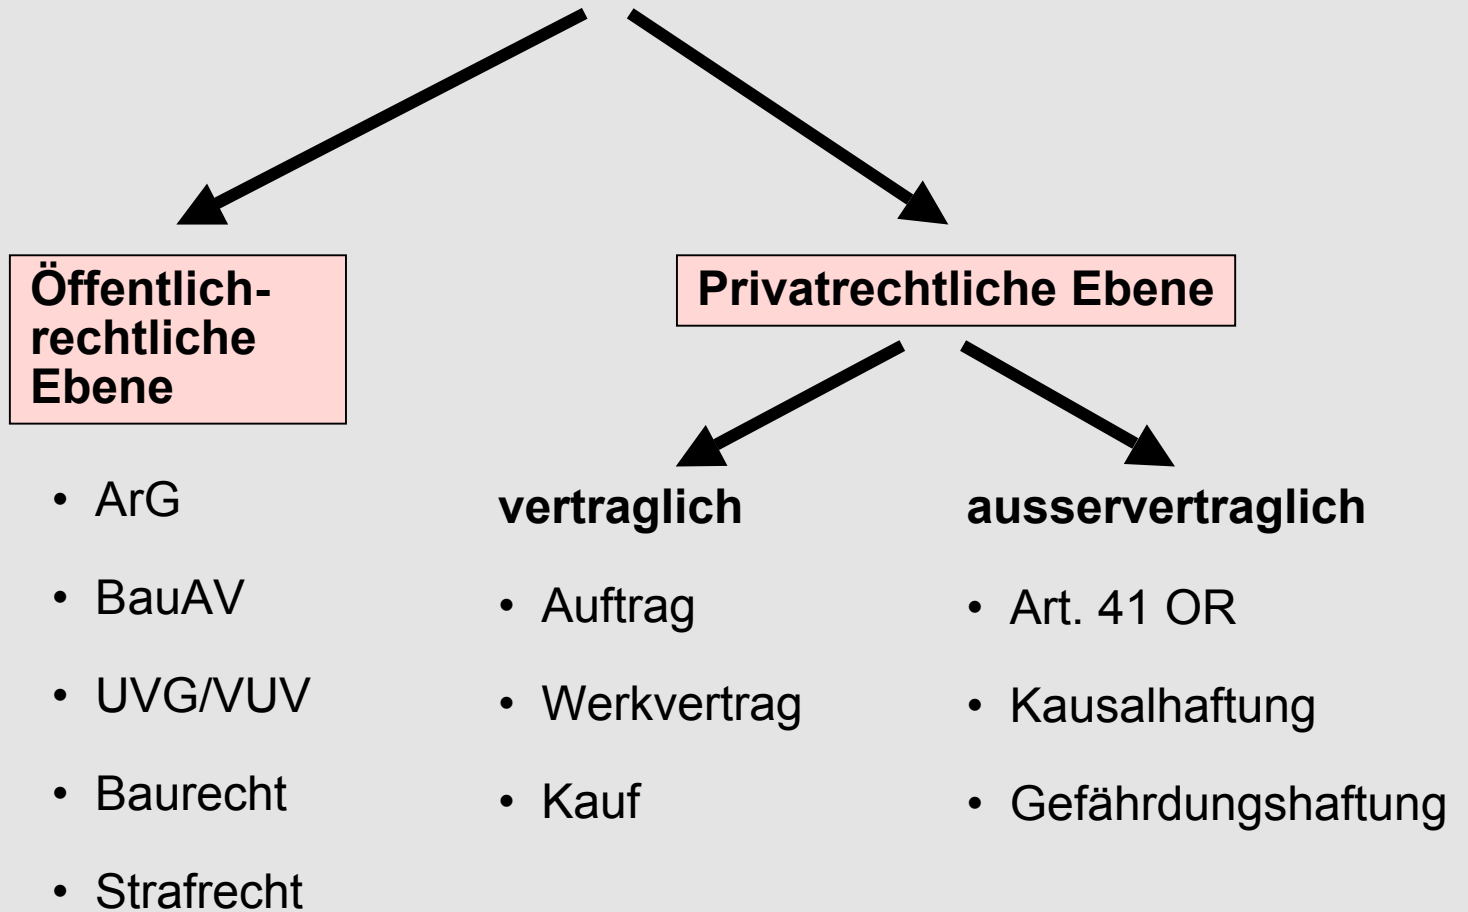 Öffentlich-
rechtliche
Ebene
• ArG
• BauAV
• UVG/VUV
• Baurecht
• Strafrecht
Privatrechtliche Ebene
vertraglich
• Auftrag
• Werkvertrag
• Kauf
ausservertraglich
• Art. 41 OR
• Kausalhaftung
• Gefährdungshaftung